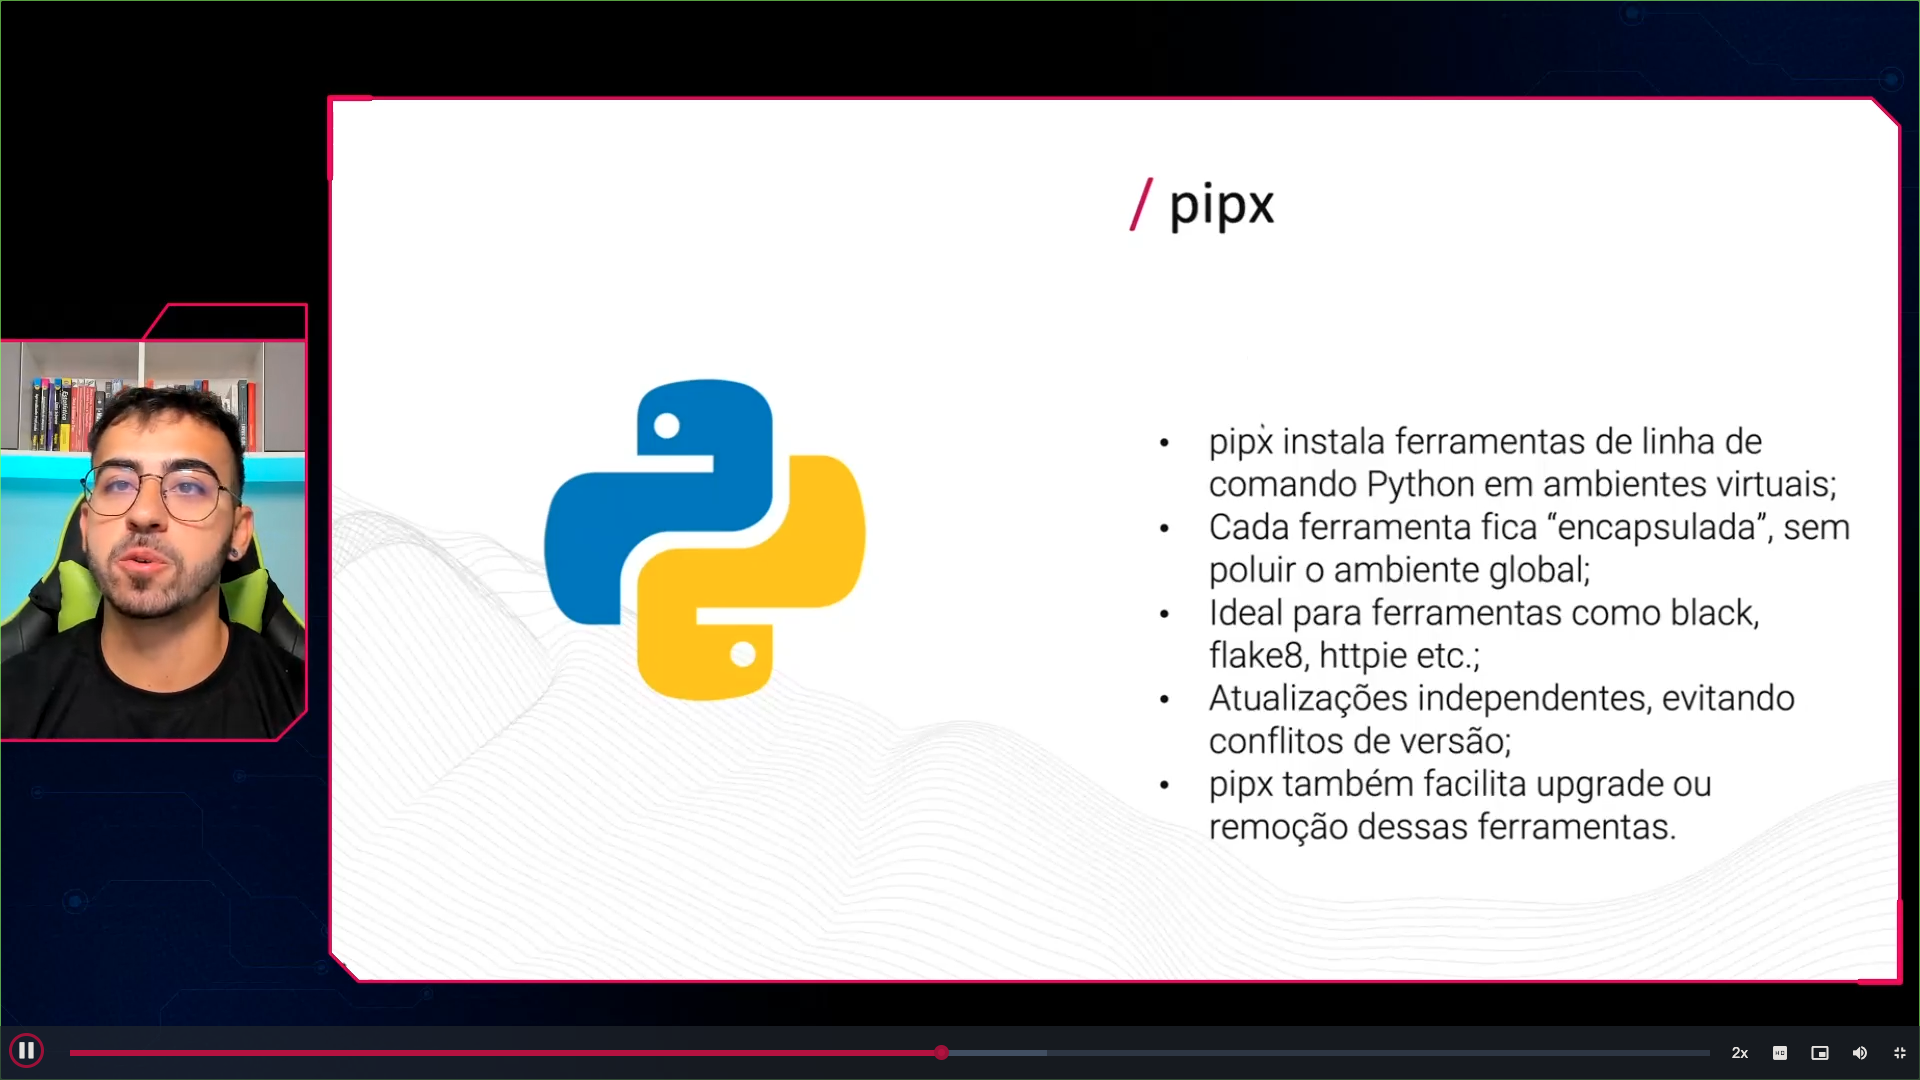 / pipx
• pipx instala ferramentas de linha de
comando Python em ambientes virtuais;
• Cada ferramenta fica “encapsulada”, sem
poluir o ambiente global;
• Ideal para ferramentas como black,
flake8, httpie etc.;
• Atualizações independentes, evitando
conflitos de versão;
• pipx também facilita upgrade ou
remoção dessas ferramentas.
2x